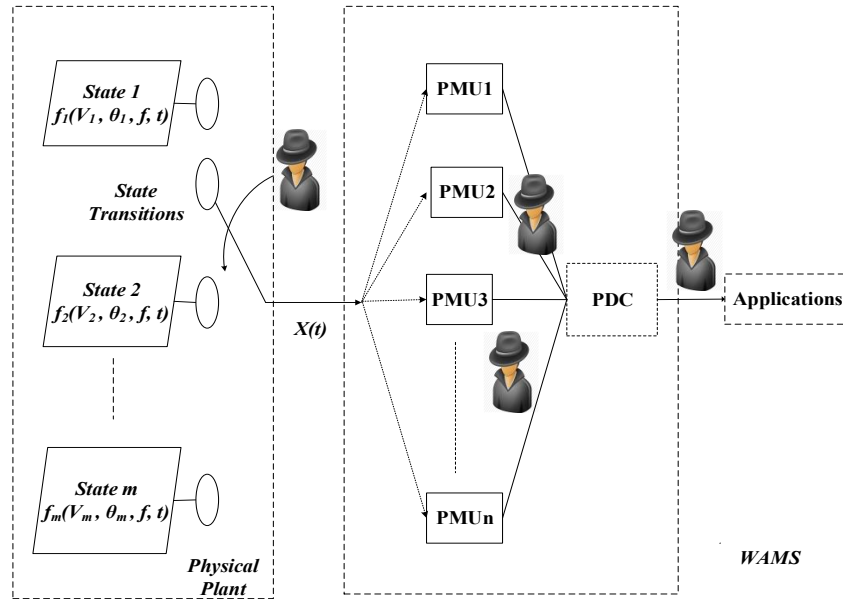 State 1
f₁(V₁, θ₁, f, t)
State
Transitions
State 2
f₂(V₂, θ₂, f, t)
State m
fₘ(Vₘ, θₘ, f, t)
Physical
Plant
X(t)
PMU1
PMU2
PMU3
PMUn
PDC
Applications
WAMS